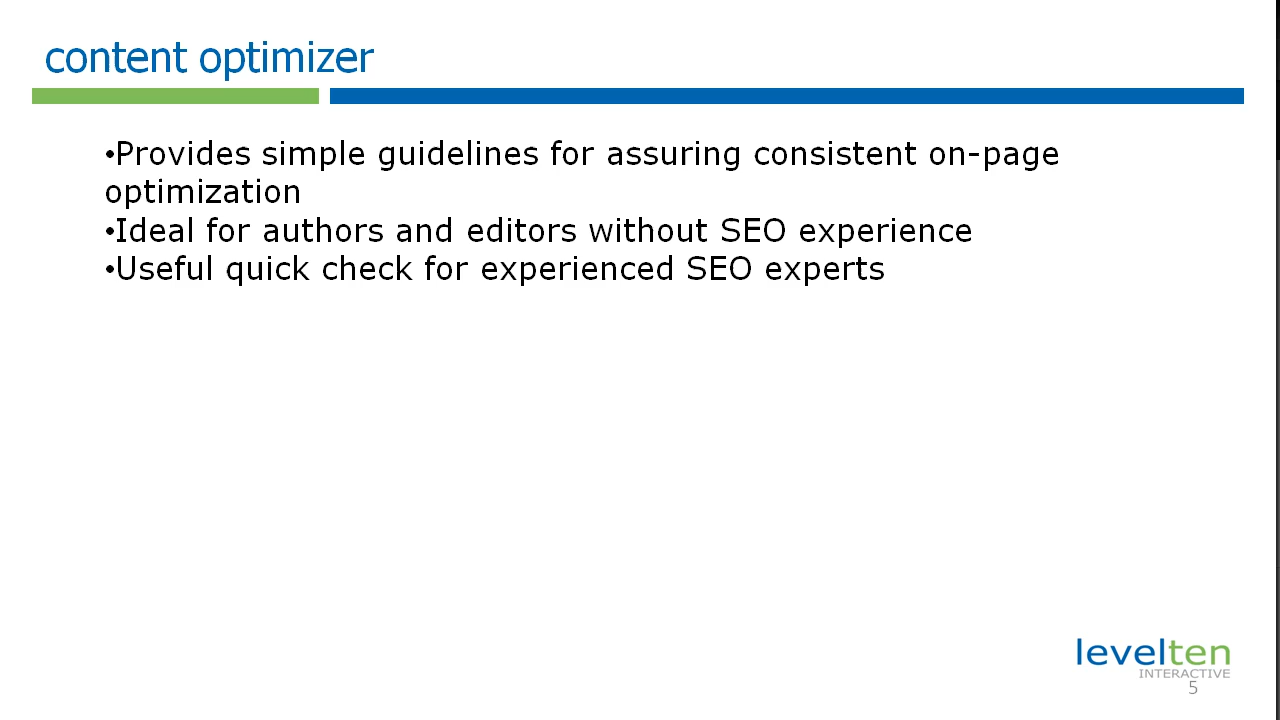 content optimizer
•Provides simple guidelines for assuring consistent on-page
optimization
•Ideal for authors and editors without SEO experience
•Useful quick check for experienced SEO experts
levelten
INTERACTIVE
5